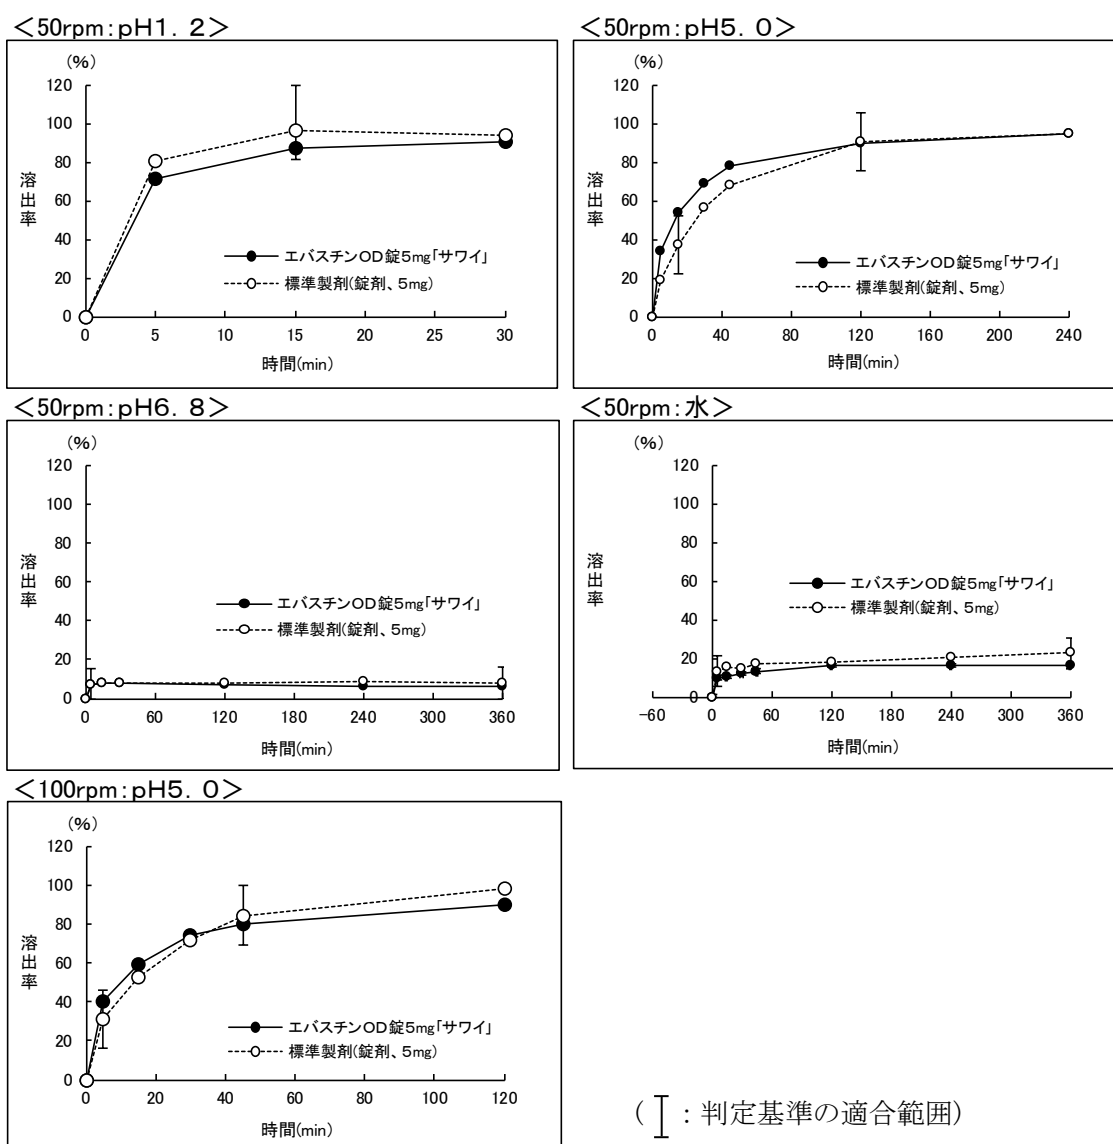 <50rpm:pH1. 2>
(%)
120
100
80
60
40
20
0
溶出率
エバスチンOD錠5mg「サワイ」
標準製剤(錠剤、5mg)
0 5 10 15 20 25 30
時間(min)
<50rpm:pH5. 0>
(%)
120
100
80
60
40
20
0
溶出率
エバスチンOD錠5mg「サワイ」
標準製剤(錠剤、5mg)
0 40 80 120 160 200 240
時間(min)
<50rpm:pH6. 8>
(%)
120
100
80
60
40
20
0
溶出率
エバスチンOD錠5mg「サワイ」
標準製剤(錠剤、5mg)
0 60 120 180 240 300 360
時間(min)
<50rpm:水>
(%)
120
100
80
60
40
20
0
溶出率
エバスチンOD錠5mg「サワイ」
標準製剤(錠剤、5mg)
-60 0 60 120 180 240 300 360
時間(min)
<100rpm:pH5. 0>
(%)
120
100
80
60
40
20
0
溶出率
エバスチンOD錠5mg「サワイ」
標準製剤(錠剤、5mg)
0 20 40 60 80 100 120
時間(min)
( : 判定基準の適合範囲)